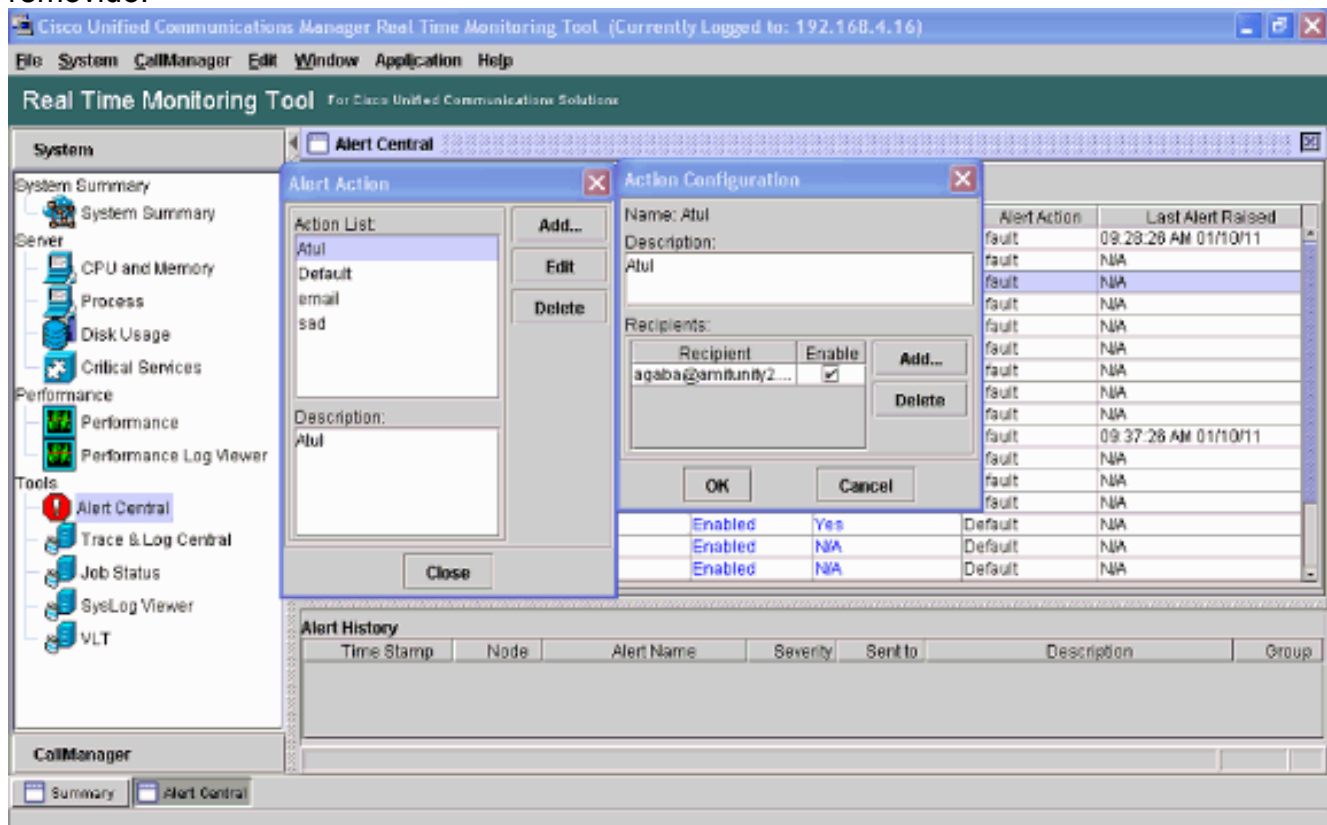 removido.
Cisco Unified Communications Manager Real Time Monitoring Tool (Currently Logged to: 192.168.4.16)
File System CallManager Edit Window Application Help
Real Time Monitoring Tool For Cisco Unified Communications Solutions
System
System Summary
System Summary
Server
CPU and Memory
Process
Disk Usage
Critical Services
Performance
Performance
Performance Log Viewer
Tools
Alert Central
Trace & Log Central
Job Status
SysLog Viewer
VLT
CallManager
Alert Central
Alert Action
Action List:
Atul
Default
email
sad
Add...
Edit
Delete
Description:
Atul
Close
Action Configuration
Name: Atul
Description:
Atul
Recipients:
Recipient Enable
agaba@amitunity2....
Add...
Delete
OK Cancel
Alert Action Last Alert Raised
fault 09:28:26 AM 01/10/11
fault N/A
fault N/A
fault N/A
fault N/A
fault N/A
fault N/A
fault N/A
fault N/A
fault 09:37:26 AM 01/10/11
fault N/A
fault N/A
fault N/A
Enabled Yes Default N/A
Enabled N/A Default N/A
Enabled N/A Default N/A
Alert History
Time Stamp Node Alert Name Severity Sent to Description Group
Summary Alert Central